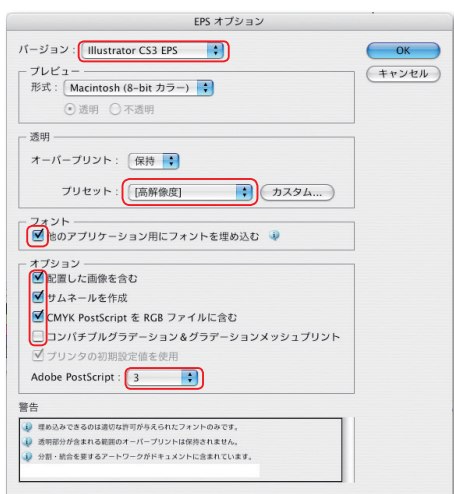 EPS オプション
バージョン : Illustrator CS3 EPS
OK
キャンセル
プレビュー
形式 : Macintosh (8-bit カラー)
透明 不透明
透明
オーバープリント : 保持
プリセット : [高解像度] カスタム...
フォント
他のアプリケーション用にフォントを埋め込む
オプション
配置した画像を含む
サムネールを作成
CMYK PostScript を RGB ファイルに含む
コンパチブルグラデーション＆グラデーションメッシュプリント
プリンタの初期設定値を使用
Adobe PostScript : 3
警告
埋め込みできるのは適切な許可が与えられたフォントのみです。
透明部分が含まれる範囲のオーバープリントは保持されません。
分割・統合を要するアートワークがドキュメントに含まれています。